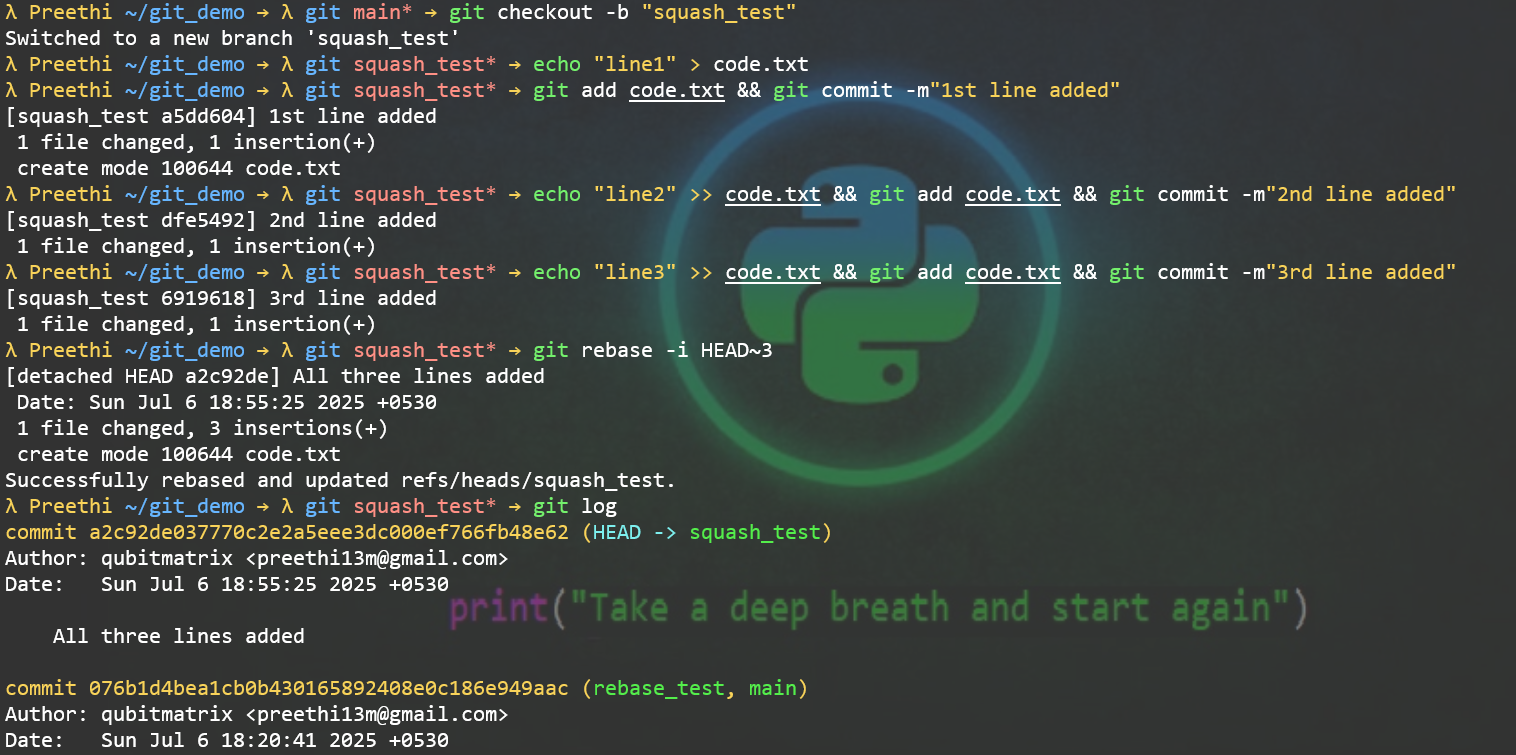 λ Preethi ~/git_demo → λ git main* → git checkout -b "squash_test"
Switched to a new branch 'squash_test'
λ Preethi ~/git_demo → λ git squash_test* → echo "line1" > code.txt
λ Preethi ~/git_demo → λ git squash_test* → git add code.txt && git commit -m"1st line added"
[squash_test a5dd604] 1st line added
 1 file changed, 1 insertion(+)
 create mode 100644 code.txt
λ Preethi ~/git_demo → λ git squash_test* → echo "line2" >> code.txt && git add code.txt && git commit -m"2nd line added"
[squash_test dfe5492] 2nd line added
 1 file changed, 1 insertion(+)
λ Preethi ~/git_demo → λ git squash_test* → echo "line3" >> code.txt && git add code.txt && git commit -m"3rd line added"
[squash_test 6919618] 3rd line added
 1 file changed, 1 insertion(+)
λ Preethi ~/git_demo → λ git squash_test* → git rebase -i HEAD~3
[detached HEAD a2c92de] All three lines added
 Date: Sun Jul 6 18:55:25 2025 +0530
 1 file changed, 3 insertions(+)
 create mode 100644 code.txt
Successfully rebased and updated refs/heads/squash_test.
λ Preethi ~/git_demo → λ git squash_test* → git log
commit a2c92de037770c2e2a5eee3dc000ef766fb48e62 (HEAD -> squash_test)
Author: qubitmatrix <preethi13m@gmail.com>
Date:   Sun Jul 6 18:55:25 2025 +0530
print("Take a deep breath and start again")
    All three lines added
commit 076b1d4bea1cb0b430165892408e0c186e949aac (rebase_test, main)
Author: qubitmatrix <preethi13m@gmail.com>
Date:   Sun Jul 6 18:20:41 2025 +0530